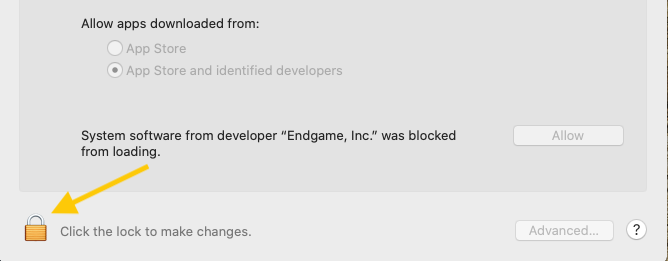 Allow apps downloaded from:
App Store
App Store and identified developers
System software from developer “Endgame, Inc.” was blocked
from loading.
Allow
Click the lock to make changes.
Advanced...
?